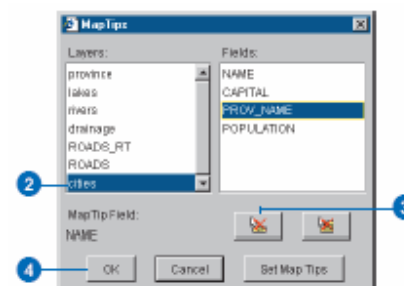 MapTips
Layers:
Fields:
province
lakes
rivers
drainage
ROADS_RT
ROADS
cities
NAME
CAPITAL
PROV_NAME
POPULATION
2
3
MapTip Field:
NAME
4
OK
Cancel
Set Map Tips